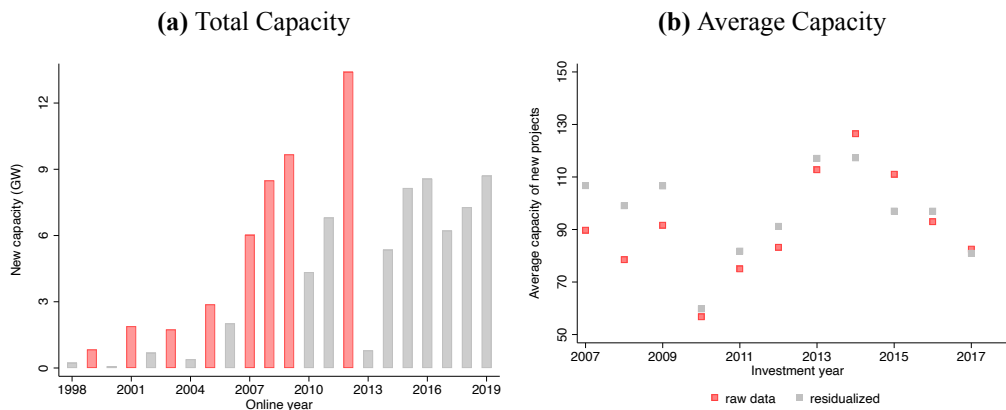 (a) Total Capacity
New capacity (GW)
12
9
6
3
0
1998 2001 2004 2007 2010 2013 2016 2019
Online year
(b) Average Capacity
Average capacity of new projects
150
130
110
90
70
50
2007 2009 2011 2013 2015 2017
Investment year
raw data residualized